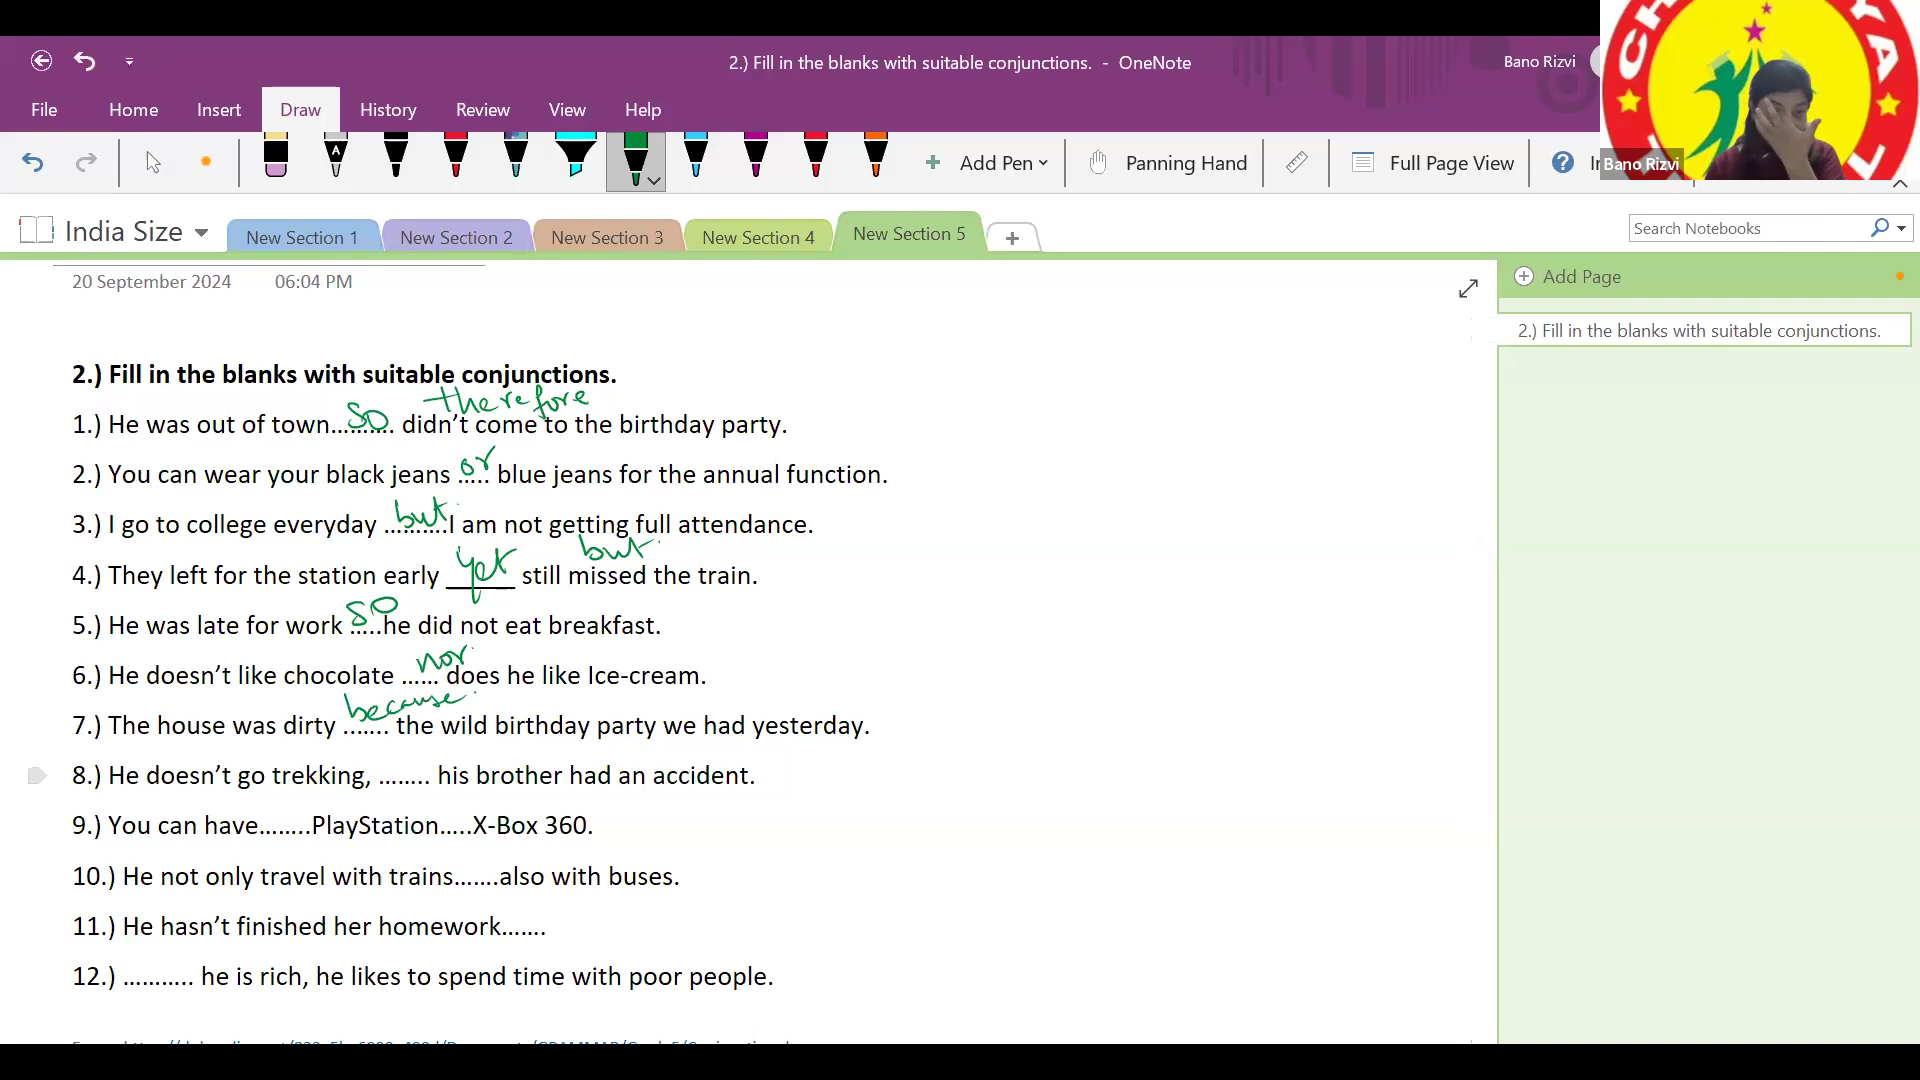 2.) Fill in the blanks with suitable conjunctions. - OneNote
Bano Rizvi
File Home Insert Draw History Review View Help
A
Add Pen Panning Hand Full Page View
Bano Rizvi
India Size New Section 1 New Section 2 New Section 3 New Section 4 New Section 5
Search Notebooks
20 September 2024 06:04 PM
Add Page
2.) Fill in the blanks with suitable conjunctions.
2.) Fill in the blanks with suitable conjunctions.
therefore
1.) He was out of town...so....... didn't come to the birthday party.
2.) You can wear your black jeans or..... blue jeans for the annual function.
3.) I go to college everyday ...but.......I am not getting full attendance.
but
4.) They left for the station early yet still missed the train.
5.) He was late for work so.....he did not eat breakfast.
6.) He doesn't like chocolate nor...... does he like Ice-cream.
because
7.) The house was dirty ....... the wild birthday party we had yesterday.
8.) He doesn't go trekking, ........ his brother had an accident.
9.) You can have........PlayStation.....X-Box 360.
10.) He not only travel with trains.......also with buses.
11.) He hasn't finished her homework.......
12.) ........... he is rich, he likes to spend time with poor people.